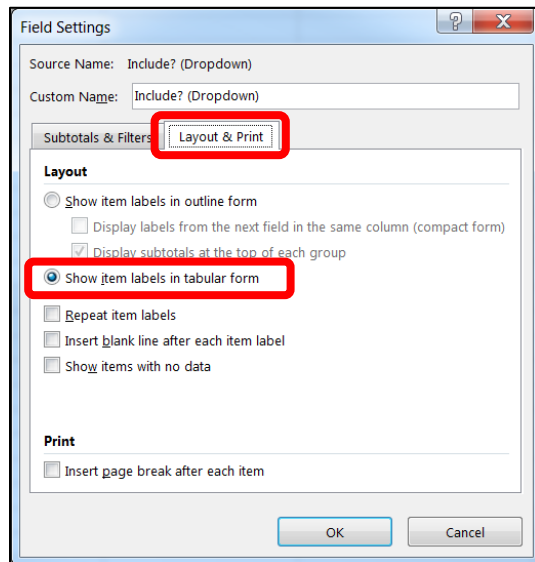 Field Settings
Source Name: Include? (Dropdown)
Custom Name: Include? (Dropdown)
Subtotals & Filters Layout & Print
Layout
Show item labels in outline form
Display labels from the next field in the same column (compact form)
Display subtotals at the top of each group
Show item labels in tabular form
Repeat item labels
Insert blank line after each item label
Show items with no data
Print
Insert page break after each item
OK Cancel